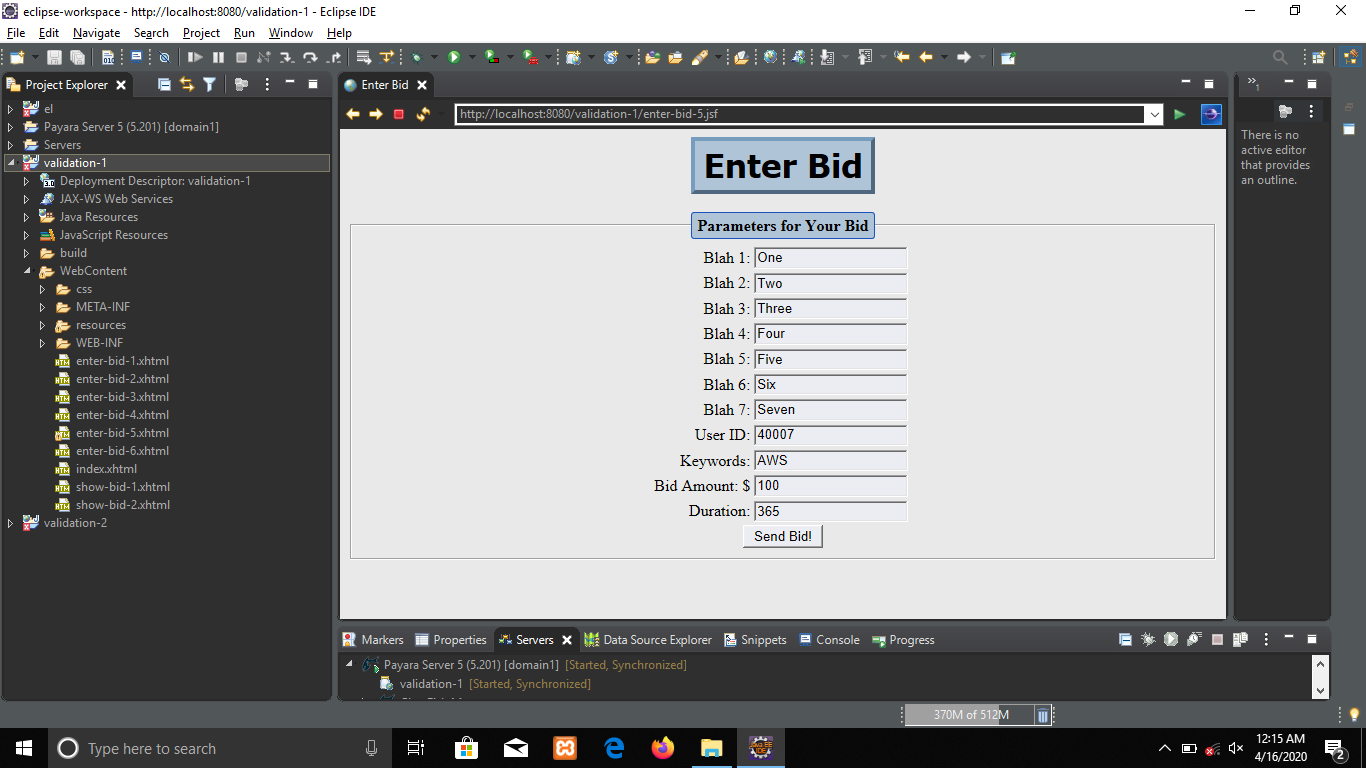 eclipse-workspace - http://localhost:8080/validation-1 - Eclipse IDE
File Edit Navigate Search Project Run Window Help
Project Explorer
el
Payara Server 5 (5.201) [domain1]
Servers
validation-1
Deployment Descriptor: validation-1
JAX-WS Web Services
Java Resources
JavaScript Resources
build
WebContent
css
META-INF
resources
WEB-INF
enter-bid-1.xhtml
enter-bid-2.xhtml
enter-bid-3.xhtml
enter-bid-4.xhtml
enter-bid-5.xhtml
enter-bid-6.xhtml
index.xhtml
show-bid-1.xhtml
show-bid-2.xhtml
validation-2
Enter Bid
http://localhost:8080/validation-1/enter-bid-5.jsf
Enter Bid
Parameters for Your Bid
Blah 1: One
Blah 2: Two
Blah 3: Three
Blah 4: Four
Blah 5: Five
Blah 6: Six
Blah 7: Seven
User ID: 40007
Keywords: AWS
Bid Amount: $ 100
Duration: 365
Send Bid!
There is no
active editor
that provides
an outline.
Markers Properties Servers Data Source Explorer Snippets Console Progress
Payara Server 5 (5.201) [domain1] [Started, Synchronized]
validation-1 [Started, Synchronized]
370M of 512M
Type here to search
12:15 AM
4/16/2020
2